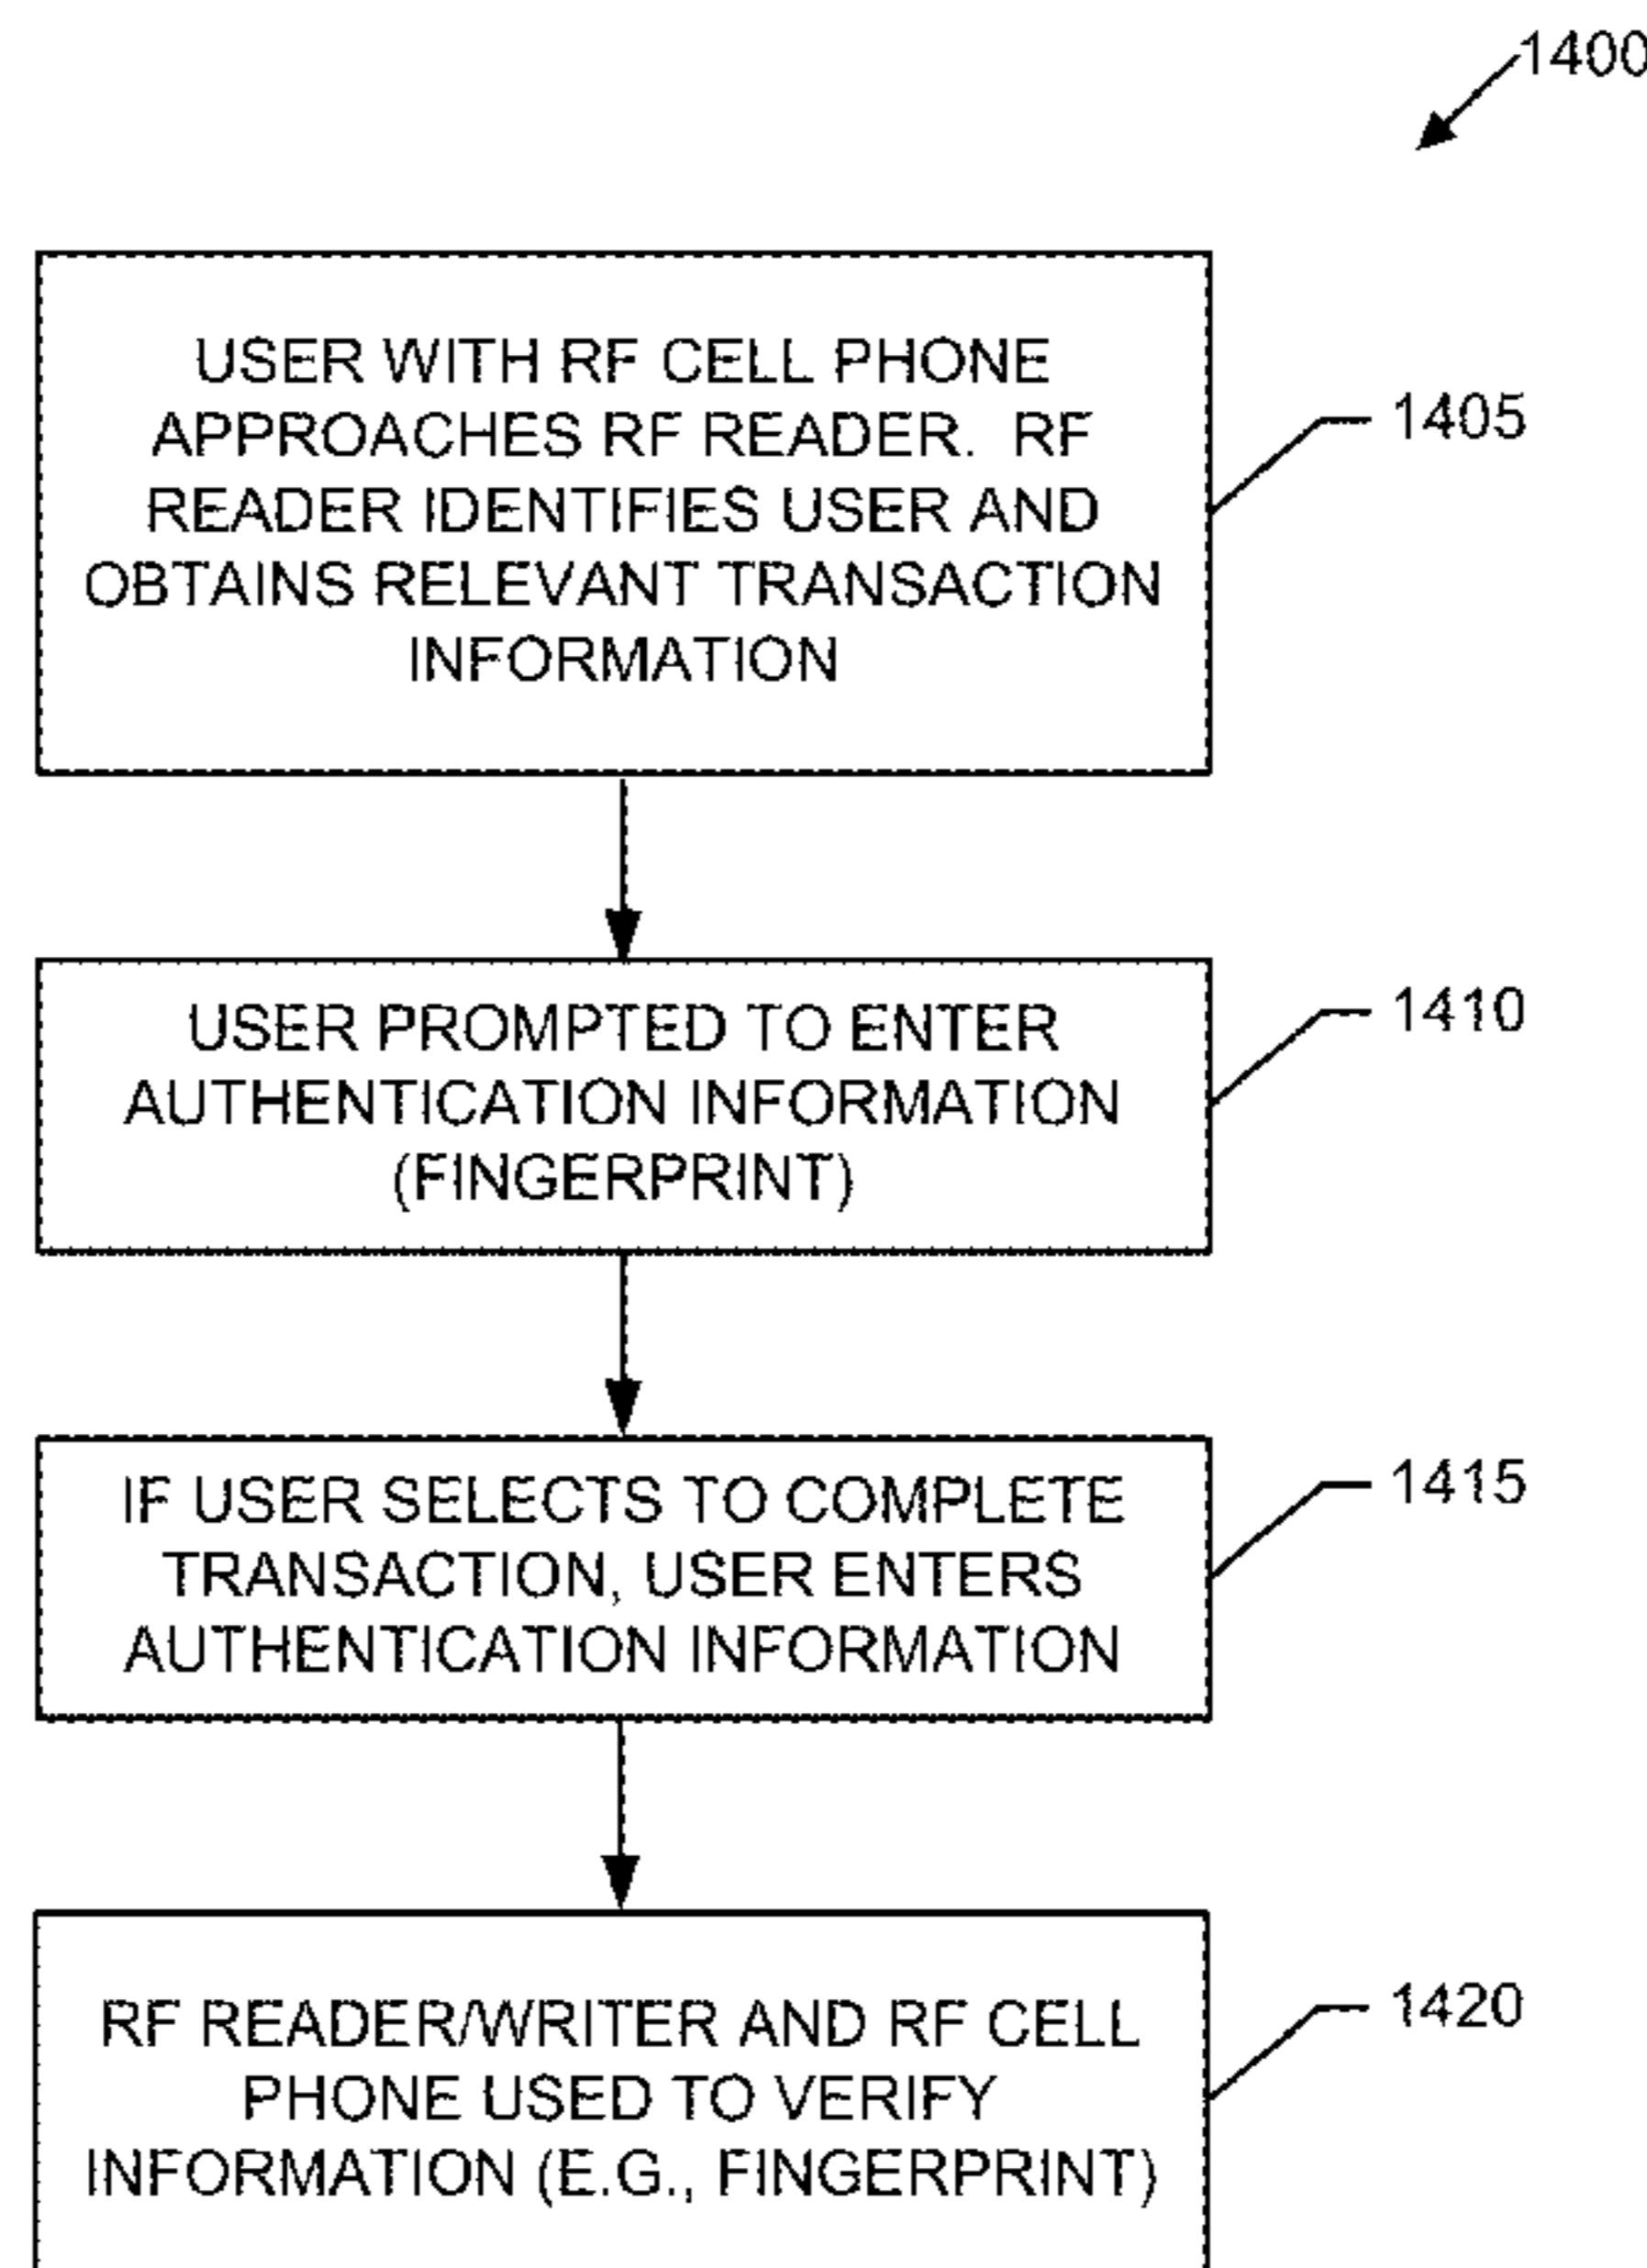 1400
USER WITH RF CELL PHONE
APPROACHES RF READER. RF
READER IDENTIFIES USER AND
OBTAINS RELEVANT TRANSACTION
INFORMATION
1405
USER PROMPTED TO ENTER
AUTHENTICATION INFORMATION
(FINGERPRINT)
1410
IF USER SELECTS TO COMPLETE
TRANSACTION, USER ENTERS
AUTHENTICATION INFORMATION
1415
RF READER/WRITER AND RF CELL
PHONE USED TO VERIFY
INFORMATION (E.G., FINGERPRINT)
1420